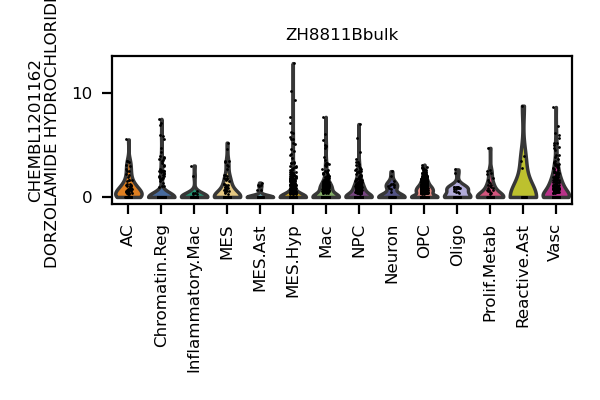 ZH8811Bbulk
CHEMBL1201162
DORZOLAMIDE HYDROCHLORIDE
10
0
AC
Chromatin.Reg
Inflammatory.Mac
MES
MES.Ast
MES.Hyp
Mac
NPC
Neuron
OPC
Oligo
Prolif.Metab
Reactive.Ast
Vasc